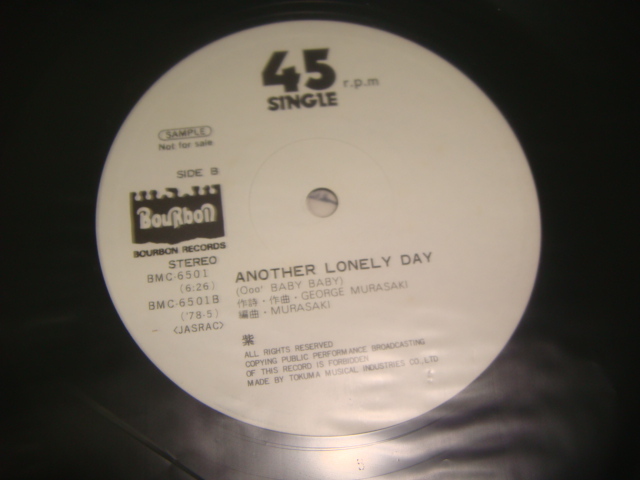 45 r.p.m
SINGLE
SAMPLE
Not for sale
SIDE B
BouRbon
BOURBON RECORDS
STEREO
BMC-6501
(6:26)
BMC-6501B
('78·5)
<JASRAC>
ANOTHER LONELY DAY
(Ooo' BABY BABY)
作詩・作曲・GEORGE MURASAKI
編曲・MURASAKI
紫
ALL RIGHTS RESERVED
COPYING PUBLIC PERFORMANCE BROADCASTING
OF THIS RECORD IS FORBIDDEN
MADE BY TOKUMA MUSICAL INDUSTRIES CO.,LTD